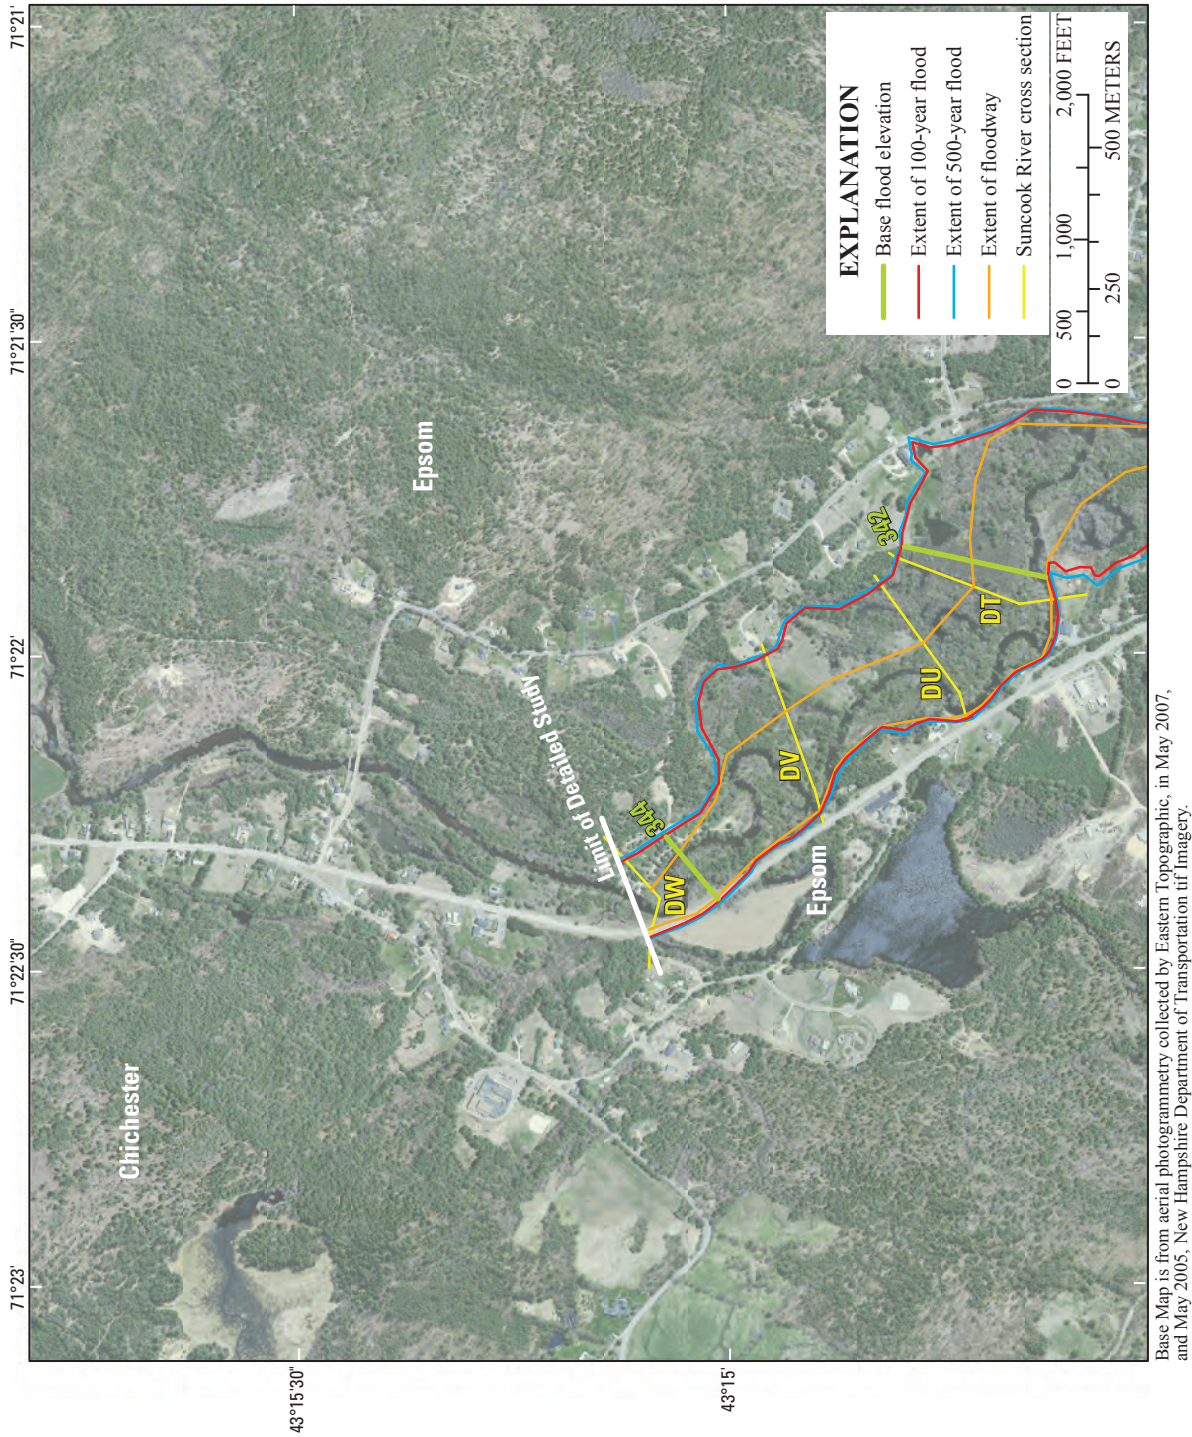 71°23'
71°22'30"
71°22'
71°21'30"
71°21'
43°15'30"
43°15'
Chichester
Epsom
Limit of Detailed Study
344
DW
DV
Epsom
342
DU
DT
EXPLANATION
Base flood elevation
Extent of 100-year flood
Extent of 500-year flood
Extent of floodway
Suncook River cross section
0 500 1,000 2,000 FEET
0 250 500 METERS
Base Map is from aerial photogrammetry collected by Eastern Topographic, in May 2007,
and May 2005, New Hampshire Department of Transportation tif Imagery.